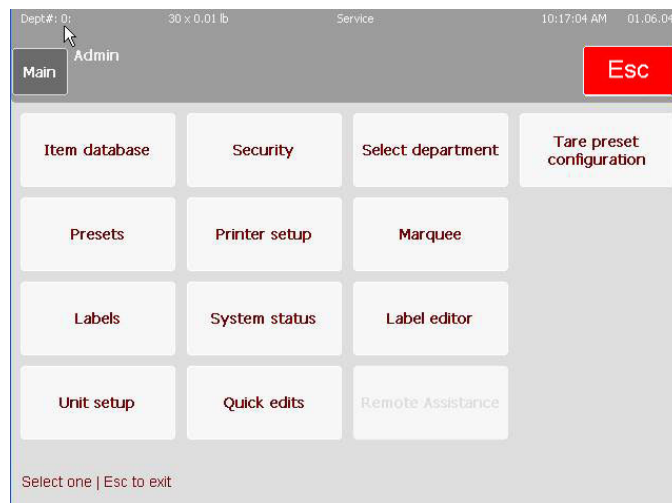 Dept#: 0: 30 x 0.01 lb Service 10:17:04 AM 01.06.04
Main Admin Esc
Item database Security Select department Tare preset
configuration
Presets Printer setup Marquee
Labels System status Label editor
Unit setup Quick edits Remote Assistance
Select one | Esc to exit